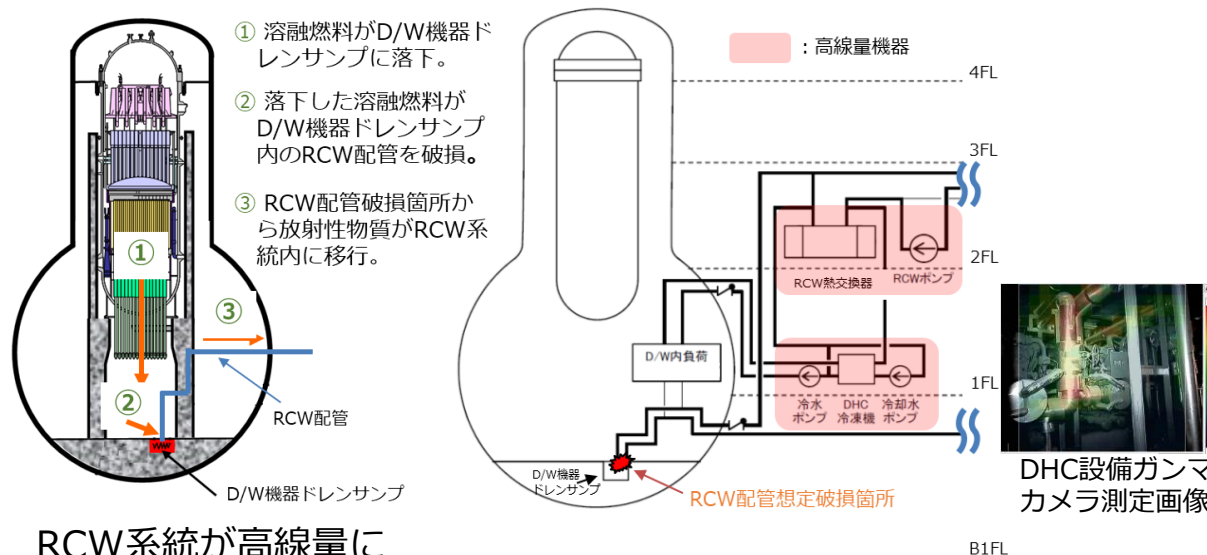 ① 溶融燃料がD/W機器ド
レンサンプに落下。
② 落下した溶融燃料が
D/W機器ドレンサンプ
内のRCW配管を破損。
③ RCW配管破損箇所か
ら放射性物質がRCW系
統内に移行。
①
③
②
RCW配管
D/W機器ドレンサンプ
RCW系統が高線量に
：高線量機器
4FL
3FL
2FL
1FL
B1FL
RCW熱交換器
RCWポンプ
D/W内負荷
冷水
ポンプ
DHC
冷凍機
冷却水
ポンプ
D/W機器
ドレンサンプ
RCW配管想定破損箇所
DHC設備ガンマ
カメラ測定画像